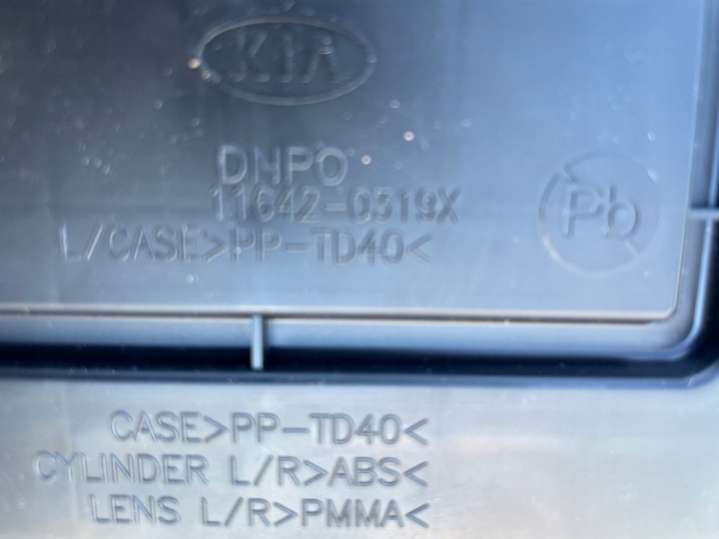 KIA
DNPO
11642-0319X
L/CASE>PP-TD40<
Pb
CASE>PP-TD40<
CYLINDER L/R>ABS<
LENS L/R>PMMA<